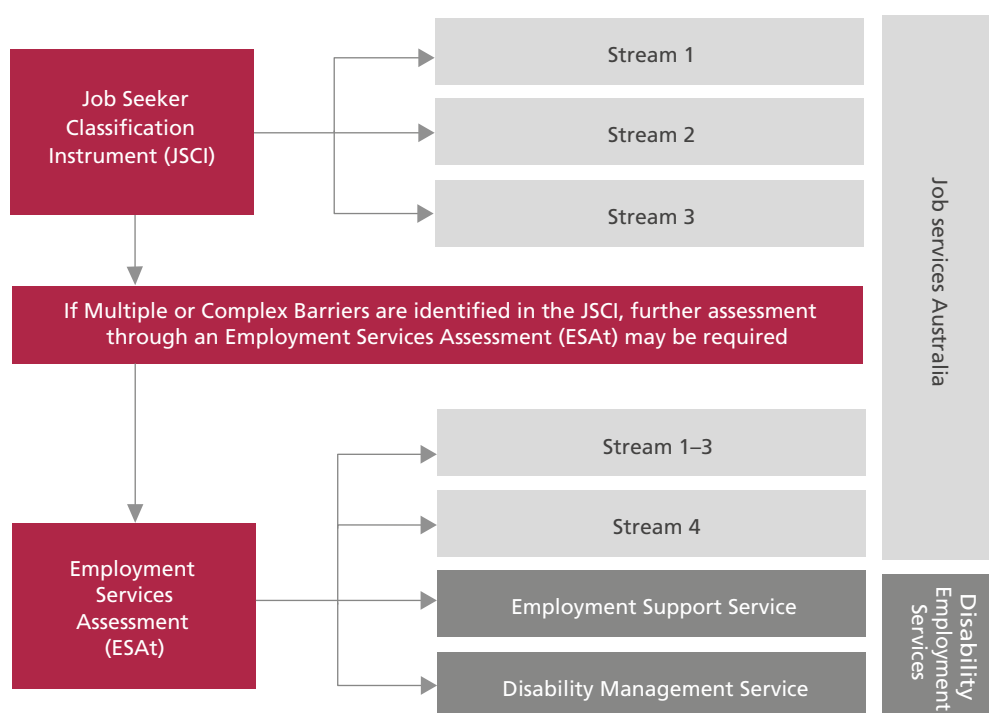 Job Seeker
Classification
Instrument (JSCI)
Stream 1
Stream 2
Stream 3
If Multiple or Complex Barriers are identified in the JSCI, further assessment
through an Employment Services Assessment (ESAt) may be required
Employment
Services
Assessment
(ESAt)
Stream 1–3
Stream 4
Employment Support Service
Disability Management Service
Job services Australia
Disability
Employment
Services